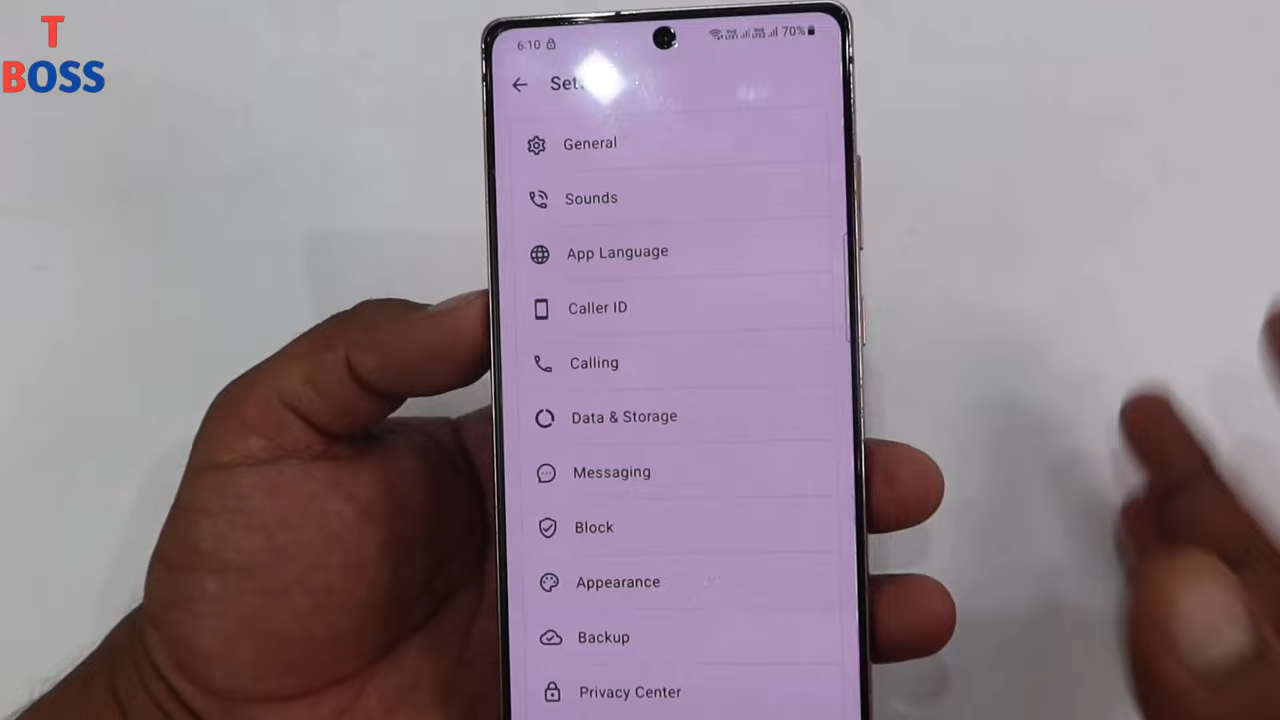 T
BOSS
6:10
70%
General
Sounds
App Language
Caller ID
Calling
Data & Storage
Messaging
Block
Appearance
Backup
Privacy Center